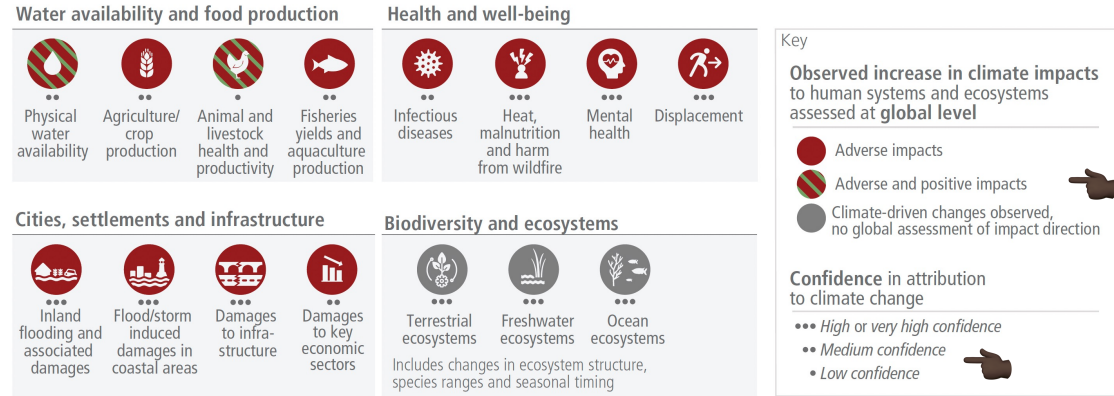 Water availability and food production
Physical
water
availability
Agriculture/
crop
production
Animal and
livestock
health and
productivity
Fisheries
yields and
aquaculture
production
Health and well-being
Infectious
diseases
Heat,
malnutrition
and harm
from wildfire
Mental
health
Displacement
Cities, settlements and infrastructure
Inland
flooding and
associated
damages
Flood/storm
induced
damages in
coastal areas
Damages
to infra-
structure
Damages
to key
economic
sectors
Biodiversity and ecosystems
Terrestrial
ecosystems
Freshwater
ecosystems
Ocean
ecosystems
Includes changes in ecosystem structure,
species ranges and seasonal timing
Key
Observed increase in climate impacts
to human systems and ecosystems
assessed at global level
Adverse impacts
Adverse and positive impacts
Climate-driven changes observed,
no global assessment of impact direction
Confidence in attribution
to climate change
••• High or very high confidence
•• Medium confidence
• Low confidence